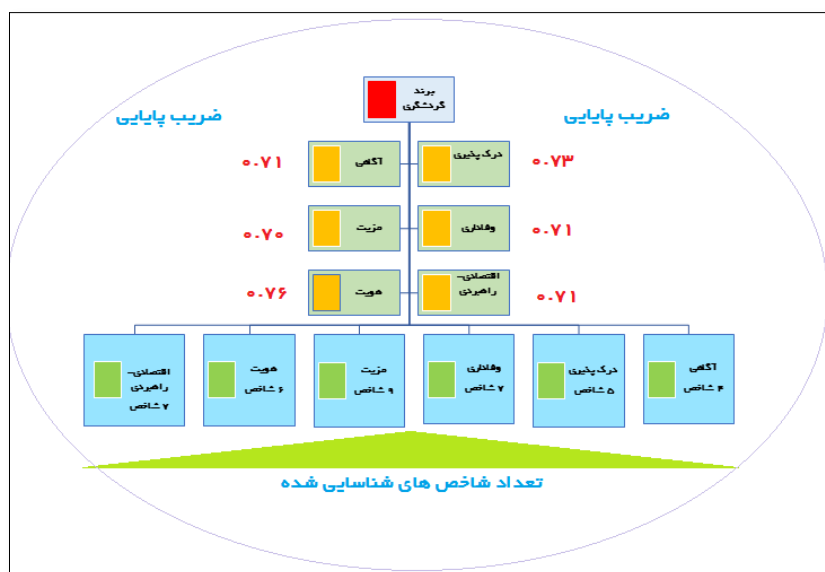 برند
گردشگری
ضریب پایایی
ضریب پایایی
درک پذیری
۰.۷۳
آگاهی
۰.۷۱
وفاداری
۰.۷۱
مزیت
۰.۷۰
اقتصادی-
راهبردی
۰.۷۱
هویت
۰.۷۶
آگاهی
۴ شاخص
درک پذیری
۵ شاخص
وفاداری
۷ شاخص
مزیت
۹ شاخص
هویت
۶ شاخص
اقتصادی-
راهبردی
۷ شاخص
تعداد شاخص های شناسایی شده